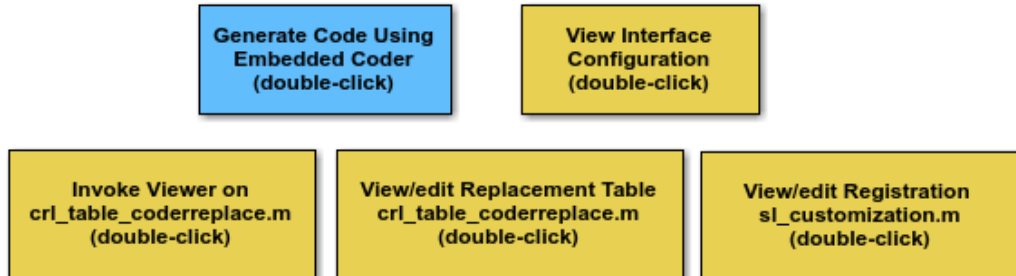 Generate Code Using
Embedded Coder
(double-click)
View Interface
Configuration
(double-click)
Invoke Viewer on
crl_table_coderreplace.m
(double-click)
View/edit Replacement Table
crl_table_coderreplace.m
(double-click)
View/edit Registration
sl_customization.m
(double-click)